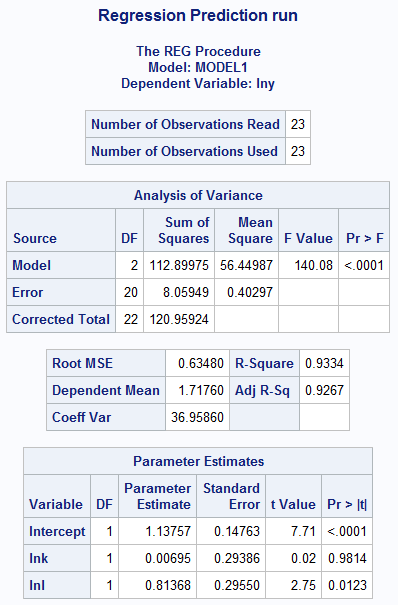 Regression Prediction run
The REG Procedure
Model: MODEL1
Dependent Variable: lny
Number of Observations Read 23
Number of Observations Used 23
Analysis of Variance
Source DF Sum of Squares Mean Square F Value Pr > F
Model 2 112.89975 56.44987 140.08 <.0001
Error 20 8.05949 0.40297
Corrected Total 22 120.95924
Root MSE 0.63480 R-Square 0.9334
Dependent Mean 1.71760 Adj R-Sq 0.9267
Coeff Var 36.95860
Parameter Estimates
Variable DF Parameter Estimate Standard Error t Value Pr > |t|
Intercept 1 1.13757 0.14763 7.71 <.0001
lnk 1 0.00695 0.29386 0.02 0.9814
lnl 1 0.81368 0.29550 2.75 0.0123